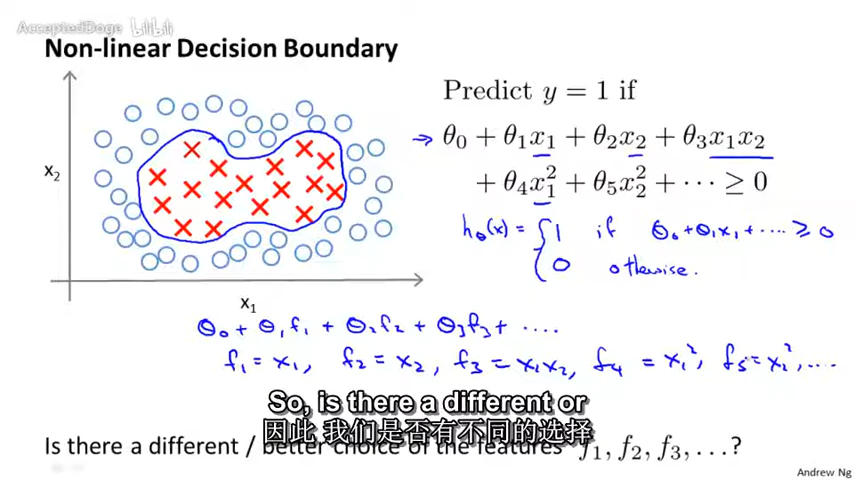 AcceptedDoge bilibili
Non-linear Decision Boundary
x₂
x₁
Predict y = 1 if
→ θ₀ + θ₁x₁ + θ₂x₂ + θ₃x₁x₂
+ θ₄x₁² + θ₅x₂² + ··· ≥ 0
h_θ(x) = { 1 if θ₀+θ₁x₁+···· ≥ 0
0 otherwise.
θ₀ + θ₁f₁ + θ₂f₂ + θ₃f₃ + ····
f₁ = x₁, f₂ = x₂, f₃ = x₁x₂, f₄ = x₁², f₅ = x₂², ....
So, is there a different or
因此 我们是否有不同的选择
Is there a different / better choice of the features f₁, f₂, f₃, ...?
Andrew Ng